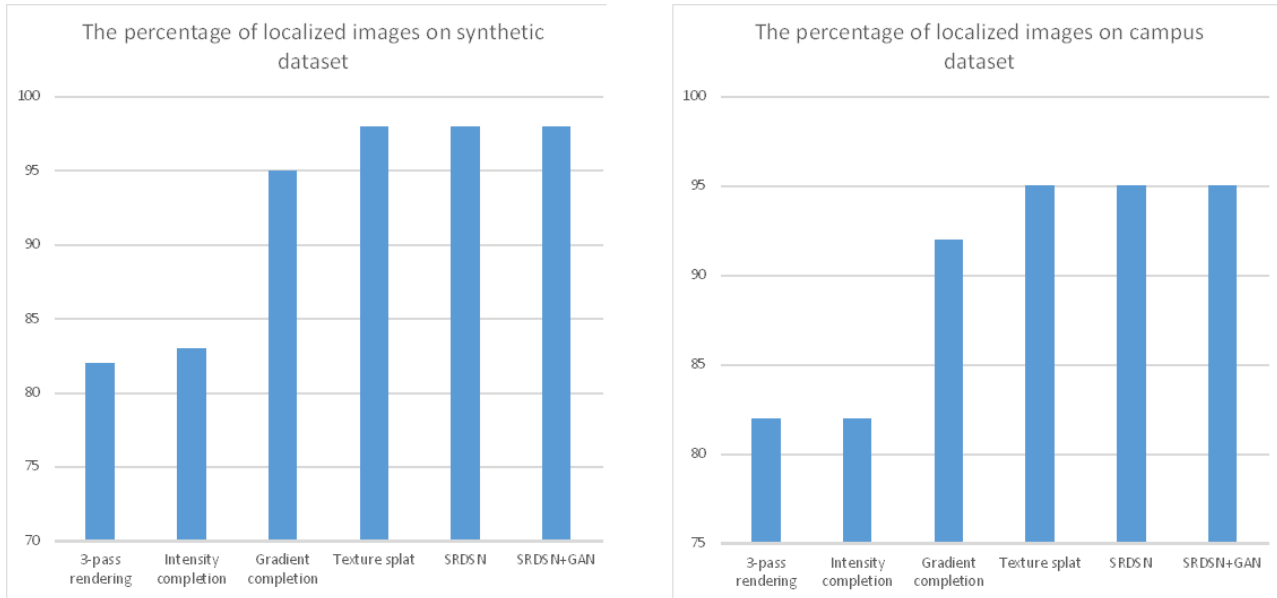 The percentage of localized images on synthetic
dataset
100
95
90
85
80
75
70
3-pass
rendering
Intensity
completion
Gradient
completion
Texture splat
SRDSN
SRDSN+GAN
The percentage of localized images on campus
dataset
100
95
90
85
80
75
3-pass
rendering
Intensity
completion
Gradient
completion
Texture splat
SRDSN
SRDSN+GAN